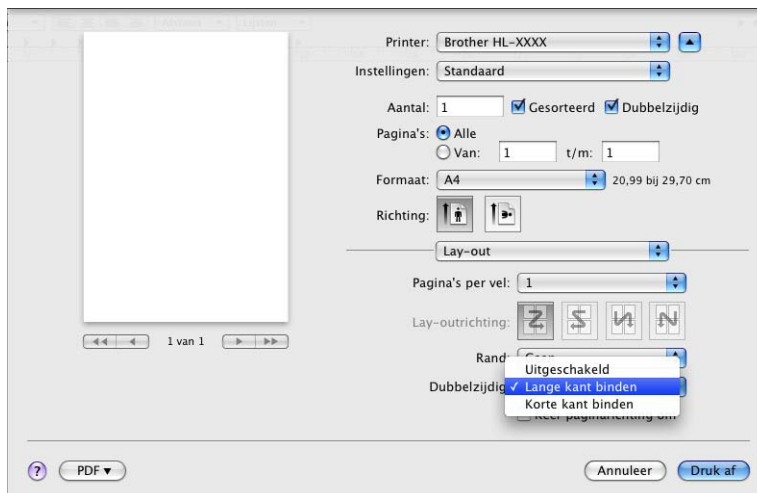 Printer: Brother HL-XXXX
Instellingen: Standaard
Aantal: 1 Gesorteerd Dubbelzijdig
Pagina's: Alle
Van: 1 t/m: 1
Formaat: A4 20,99 bij 29,70 cm
Richting:
Lay-out
Pagina's per vel: 1
Lay-outrichting:
1 van 1
Rand:
Uitgeschakeld
Dubbelzijdig ✓ Lange kant binden
Korte kant binden
? PDF ▼ Annuleer Druk af